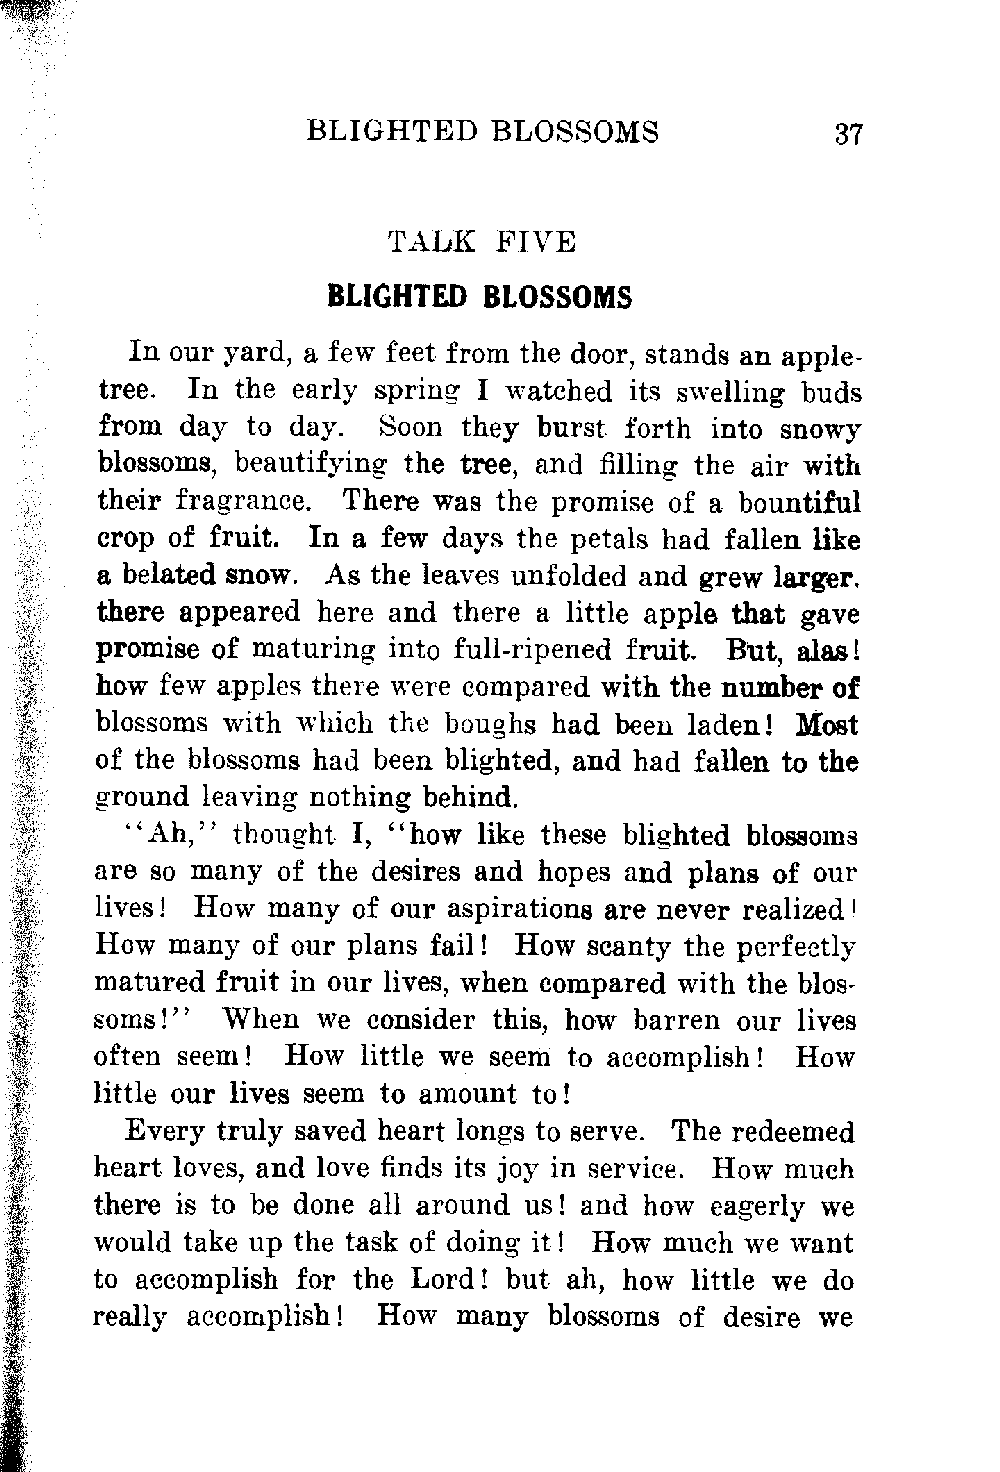 BLIGHTED BLOSSOMS 37
TALK FIVE
BLIGHTED BLOSSOMS
In our yard, a few feet from the door, stands an apple-
tree. In the early spring I watched its swelling buds
from day to day. Soon they burst forth into snowy
blossoms, beautifying the tree, and filling the air with
their fragrance. There was the promise of a bountiful
crop of fruit. In a few days the petals had fallen like
a belated snow. As the leaves unfolded and grew larger,
there appeared here and there a little apple that gave
promise of maturing into full-ripened fruit. But, alas!
how few apples there were compared with the number of
blossoms with which the boughs had been laden! Most
of the blossoms had been blighted, and had fallen to the
ground leaving nothing behind.
"Ah," thought I, "how like these blighted blossoms
are so many of the desires and hopes and plans of our
lives! How many of our aspirations are never realized!
How many of our plans fail! How scanty the perfectly
matured fruit in our lives, when compared with the blos-
soms!" When we consider this, how barren our lives
often seem! How little we seem to accomplish! How
little our lives seem to amount to!
Every truly saved heart longs to serve. The redeemed
heart loves, and love finds its joy in service. How much
there is to be done all around us! and how eagerly we
would take up the task of doing it! How much we want
to accomplish for the Lord! but ah, how little we do
really accomplish! How many blossoms of desire we